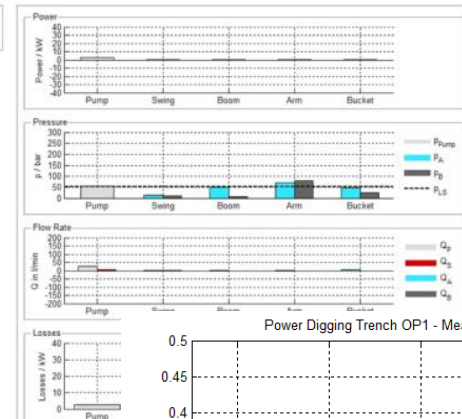 Power
Power / kW
40
30
20
10
0
-10
-20
-30
-40
Pump Swing Boom Arm Bucket
Pressure
p / bar
300
250
200
150
100
50
0
Pump Swing Boom Arm Bucket
pPump
pA
pB
pLS
Flow Rate
Q in l/min
200
150
100
50
0
-50
-100
-150
-200
Pump
QP
QS
QA
QB
Losses
Losses / kW
40
30
20
10
0
Pump
Power Digging Trench OP1 - Mea
0.5
0.45
0.4